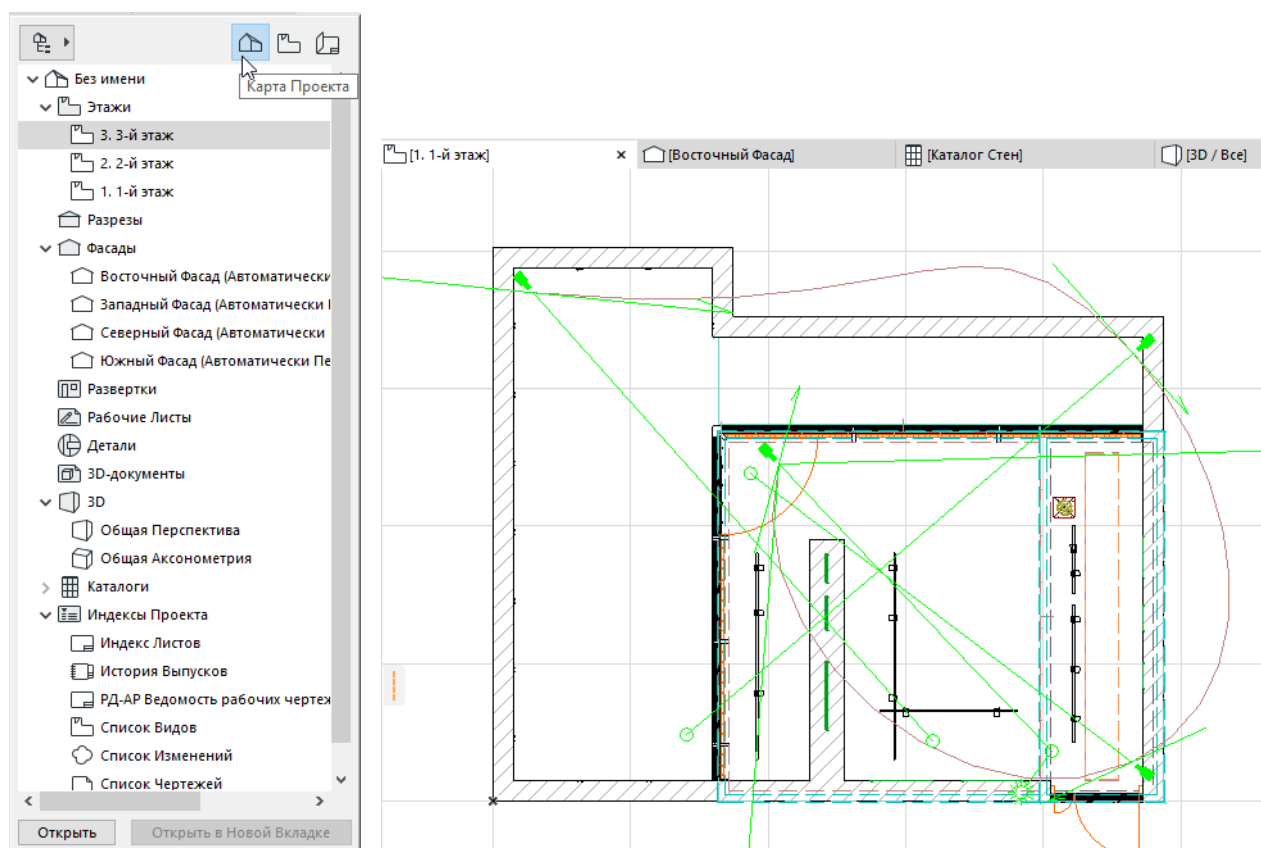 Карта Проекта
Без имени
Этажи
3. 3-й этаж
2. 2-й этаж
1. 1-й этаж
Разрезы
Фасады
Восточный Фасад (Автоматически
Западный Фасад (Автоматически
Северный Фасад (Автоматически
Южный Фасад (Автоматически Пе
Развертки
Рабочие Листы
Детали
3D-документы
3D
Общая Перспектива
Общая Аксонометрия
Каталоги
Индексы Проекта
Индекс Листов
История Выпусков
РД-АР Ведомость рабочих чертеж
Список Видов
Список Изменений
Список Чертежей
Открыть
Открыть в Новой Вкладке
[1. 1-й этаж]
[Восточный Фасад]
[Каталог Стен]
[3D / Все]